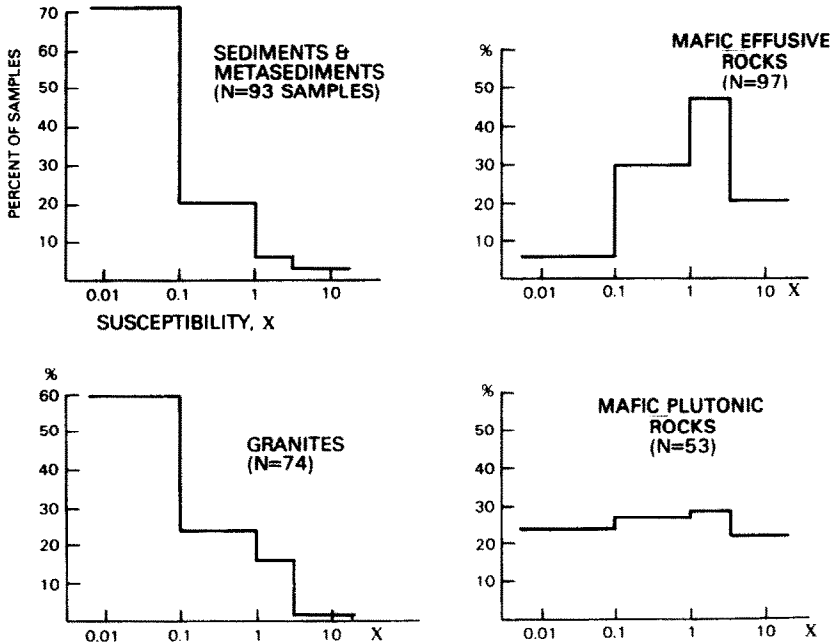 PERCENT OF SAMPLES
70
60
50
40
30
20
10
SEDIMENTS &
METASEDIMENTS
(N=93 SAMPLES)
0.01 0.1 1 10
SUSCEPTIBILITY, X
%
50
40
30
20
10
MAFIC EFFUSIVE
ROCKS
(N=97)
0.01 0.1 1 10 X
%
60
50
40
30
20
10
GRANITES
(N=74)
0.01 0.1 1 10 X
%
50
40
30
20
10
MAFIC PLUTONIC
ROCKS
(N=53)
0.01 0.1 1 10 X